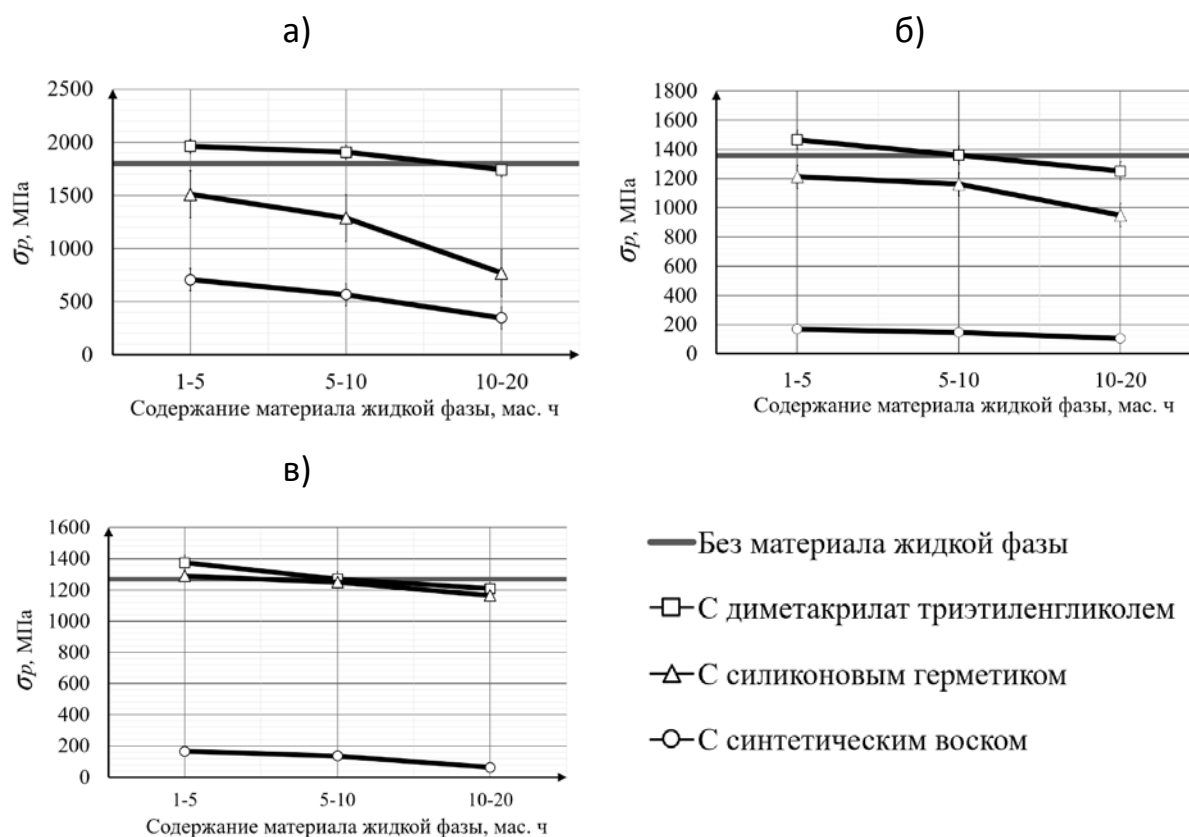 а)
2500
2000
1500
1000
500
0
σр, МПа
1-5 5-10 10-20
Содержание материала жидкой фазы, мас. ч
б)
1800
1600
1400
1200
1000
800
600
400
200
0
σр, МПа
1-5 5-10 10-20
Содержание материала жидкой фазы, мас. ч
в)
1600
1400
1200
1000
800
600
400
200
0
σр, МПа
1-5 5-10 10-20
Содержание материала жидкой фазы, мас. ч
Без материала жидкой фазы
С диметакрилат триэтиленгликолем
С силиконовым герметиком
С синтетическим воском